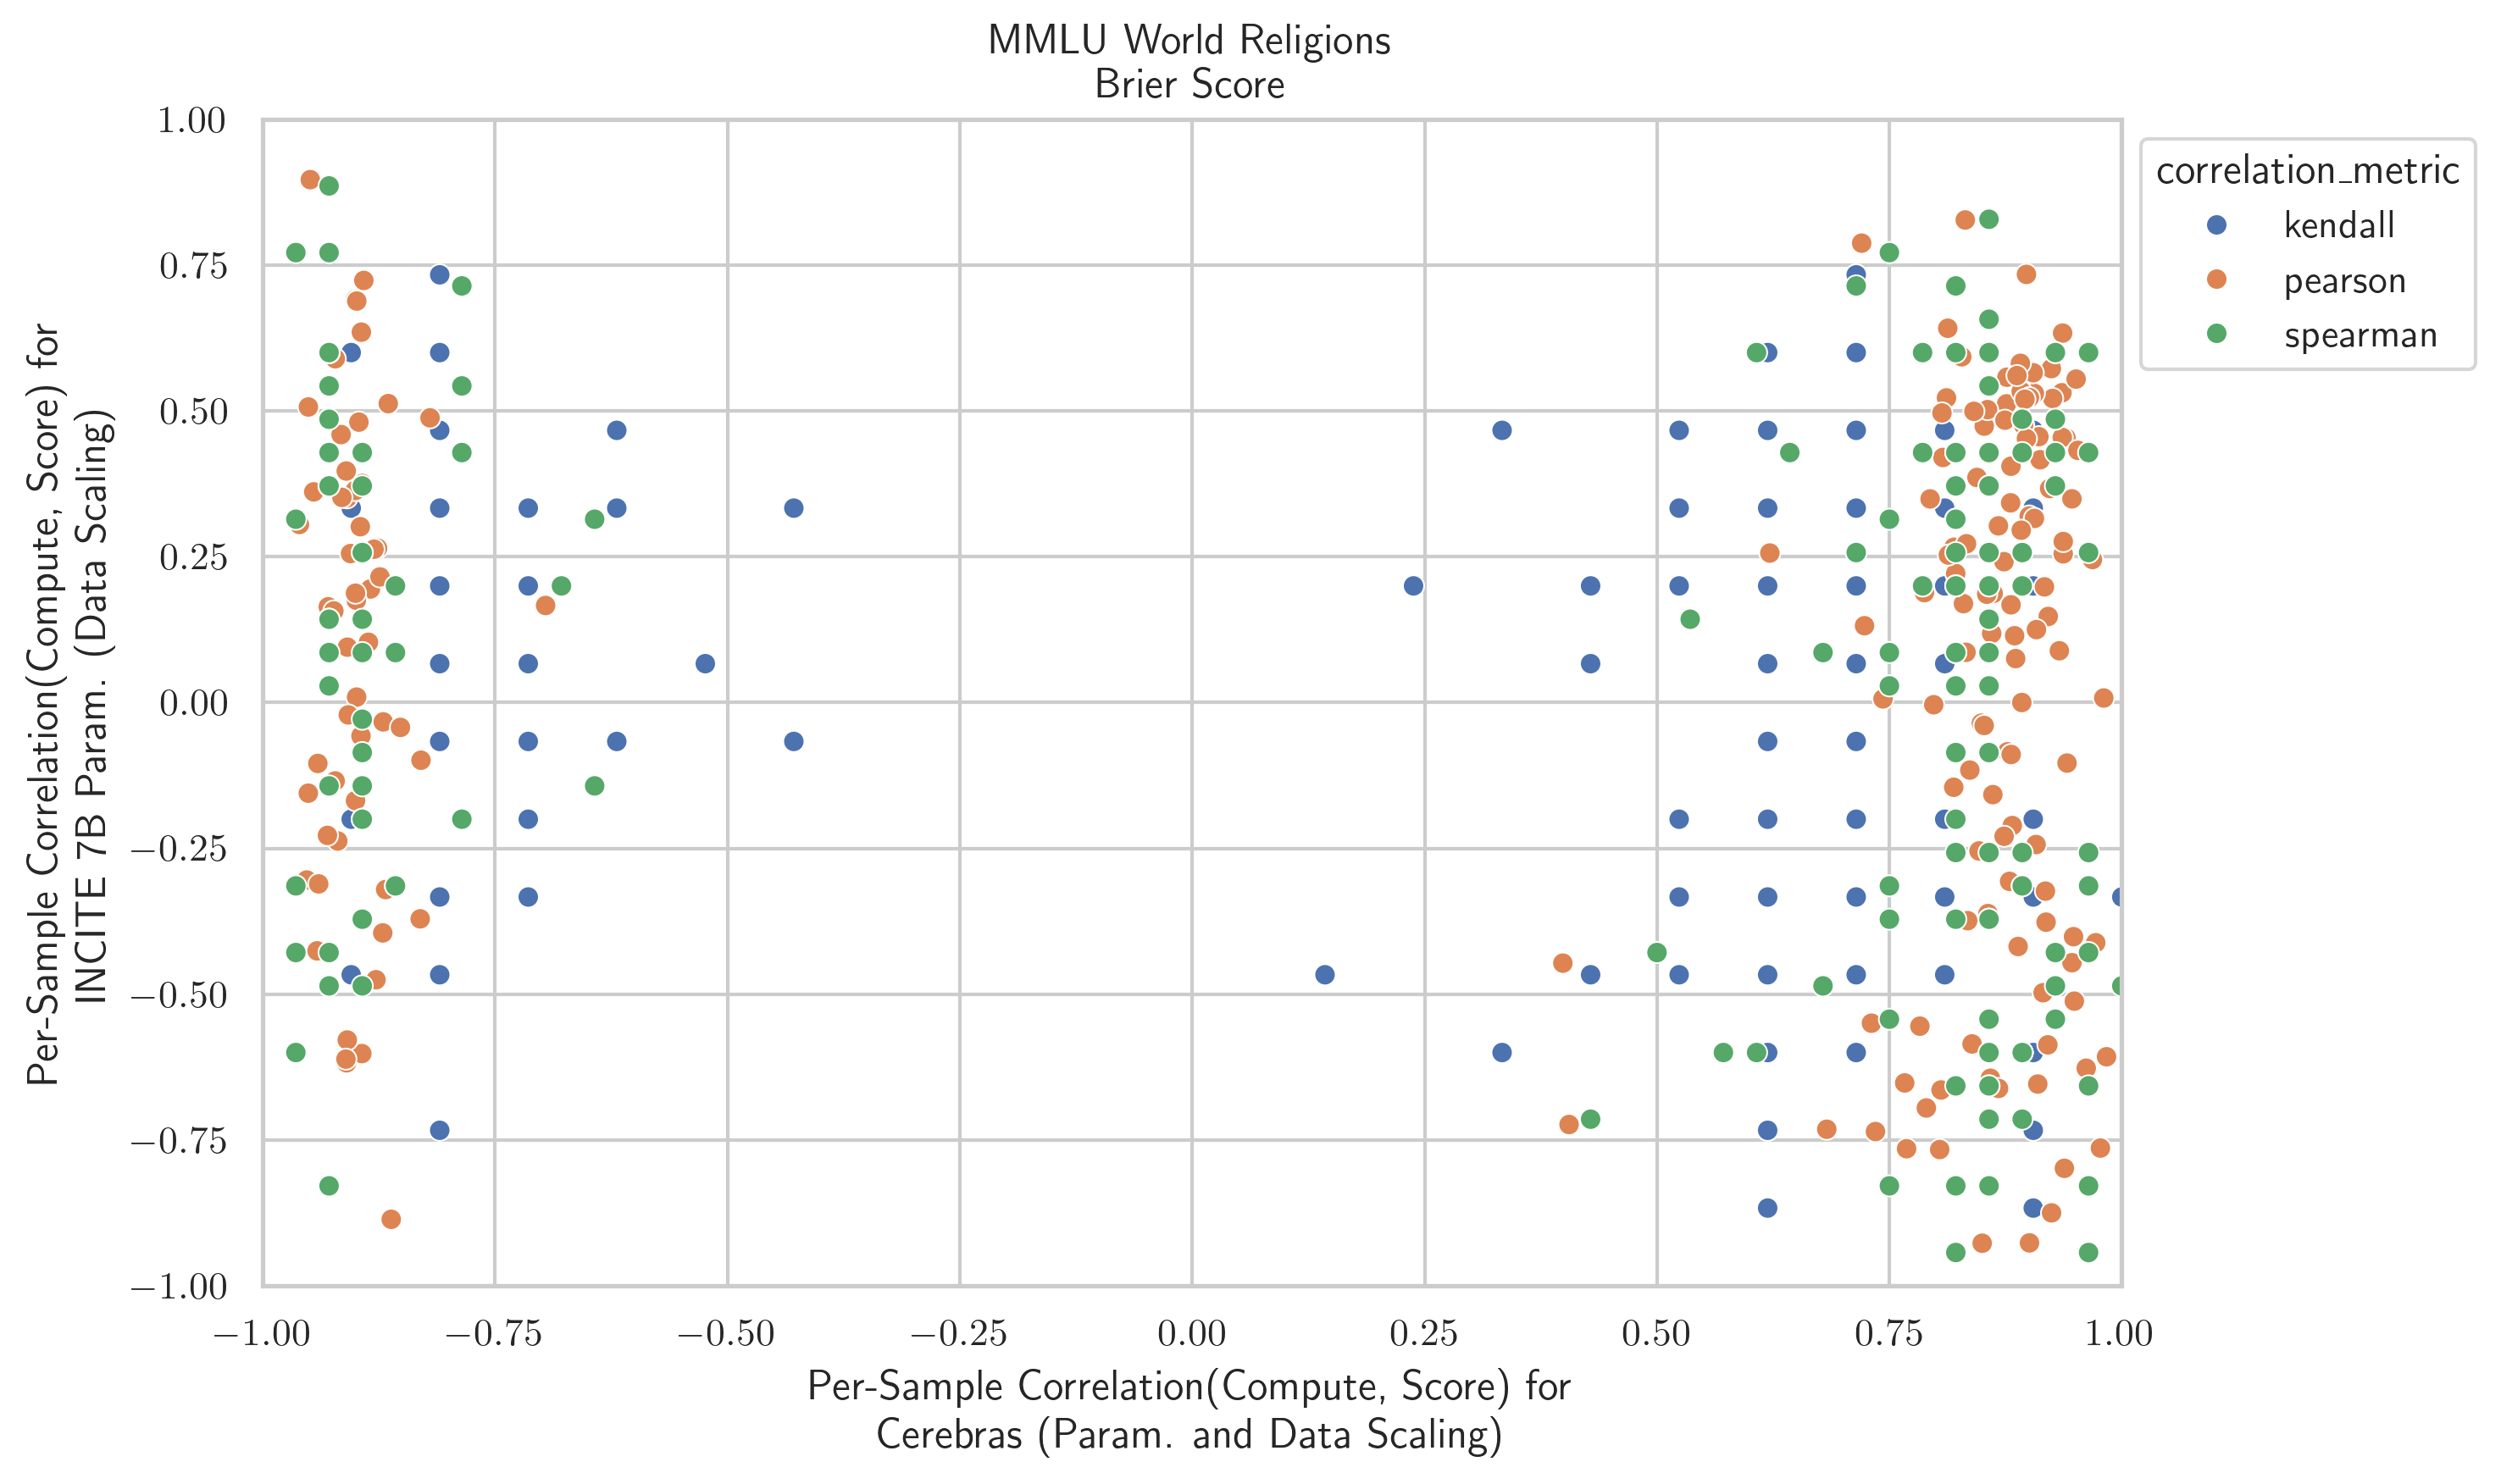 MMLU World Religions
Brier Score
1.00
0.75
0.50
0.25
0.00
−0.25
−0.50
−0.75
−1.00
Per-Sample Correlation(Compute, Score) for
INCITE 7B Param. (Data Scaling)
−1.00 −0.75 −0.50 −0.25 0.00 0.25 0.50 0.75 1.00
Per-Sample Correlation(Compute, Score) for
Cerebras (Param. and Data Scaling)
correlation_metric
kendall
pearson
spearman